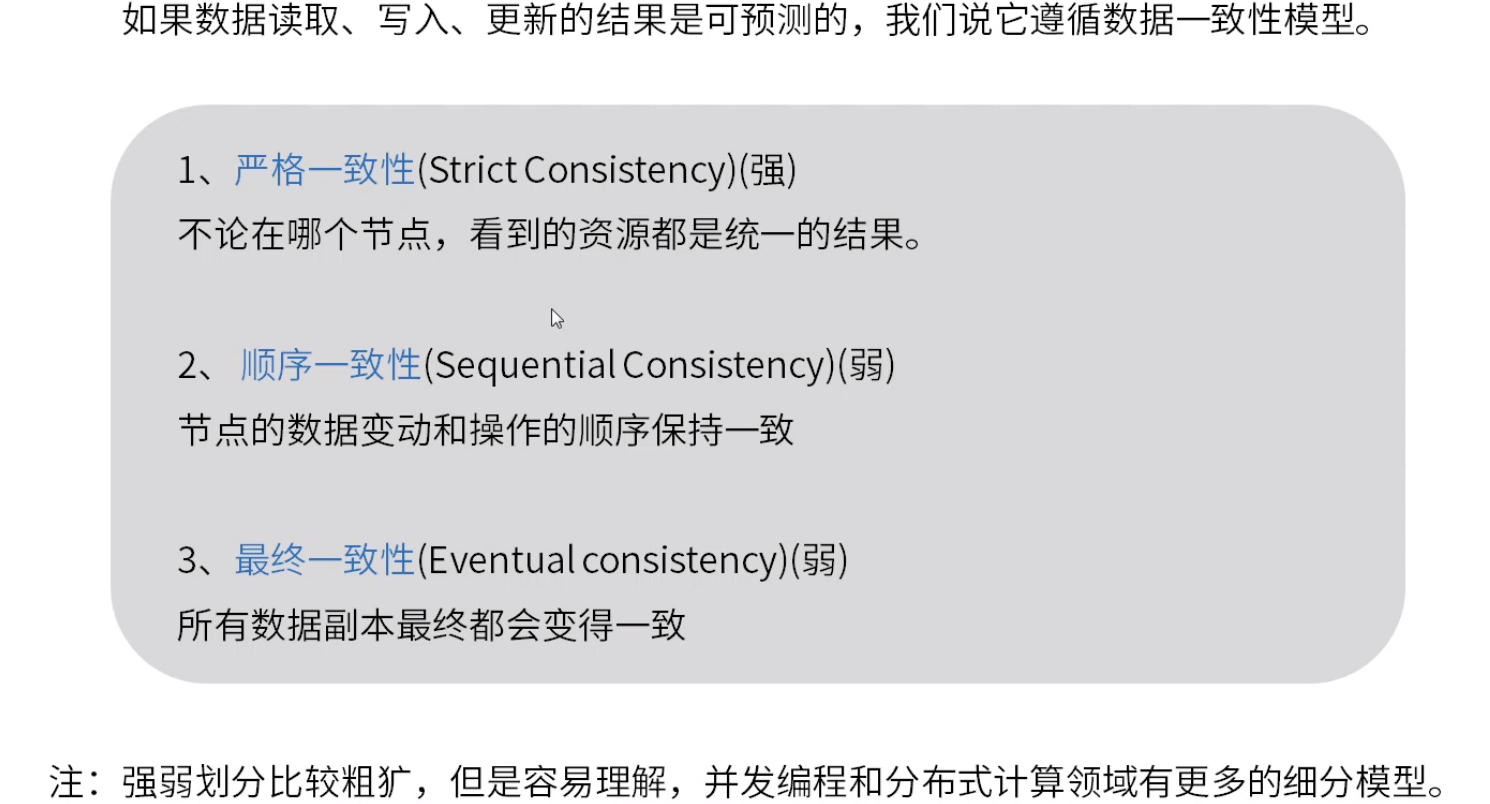 如果数据读取、写入、更新的结果是可预测的，我们说它遵循数据一致性模型。
1、严格一致性(Strict Consistency)(强)
不论在哪个节点，看到的资源都是统一的结果。
2、 顺序一致性(Sequential Consistency)(弱)
节点的数据变动和操作的顺序保持一致
3、最终一致性(Eventual consistency)(弱)
所有数据副本最终都会变得一致
注：强弱划分比较粗犷，但是容易理解，并发编程和分布式计算领域有更多的细分模型。